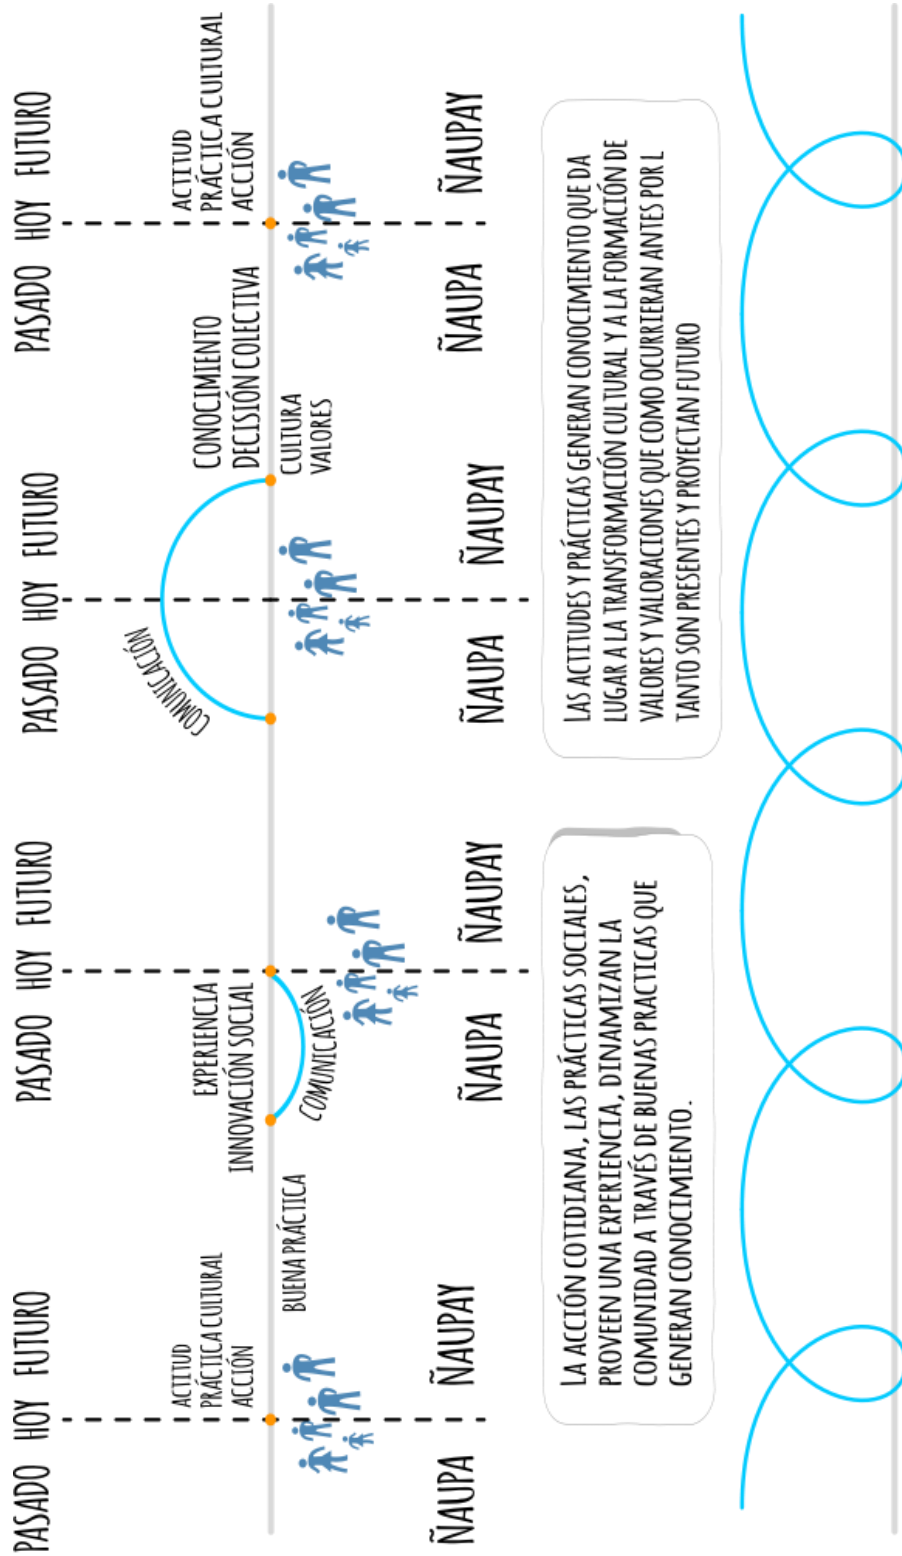 PASADO HOY FUTURO
PASADO HOY FUTURO
PASADO HOY FUTURO
PASADO HOY FUTURO
ACTITUD
PRÁCTICA CULTURAL
ACCIÓN
BUENA PRÁCTICA
EXPERIENCIA
INNOVACIÓN SOCIAL
COMUNICACIÓN
COMUNICACIÓN
CONOCIMIENTO
DECISIÓN COLECTIVA
CULTURA
VALORES
ACTITUD
PRÁCTICA CULTURAL
ACCIÓN
ÑAUPA ÑAUPAY
ÑAUPA ÑAUPAY
ÑAUPA ÑAUPAY
ÑAUPA ÑAUPAY
LA ACCIÓN COTIDIANA, LAS PRÁCTICAS SOCIALES,
PROVEEN UNA EXPERIENCIA, DINAMIZAN LA
COMUNIDAD A TRAVÉS DE BUENAS PRACTICAS QUE
GENERAN CONOCIMIENTO.
LAS ACTITUDES Y PRÁCTICAS GENERAN CONOCIMIENTO QUE DA
LUGAR A LA TRANSFORMACIÓN CULTURAL Y A LA FORMACIÓN DE
VALORES Y VALORACIONES QUE COMO OCURRIERAN ANTES POR L
TANTO SON PRESENTES Y PROYECTAN FUTURO